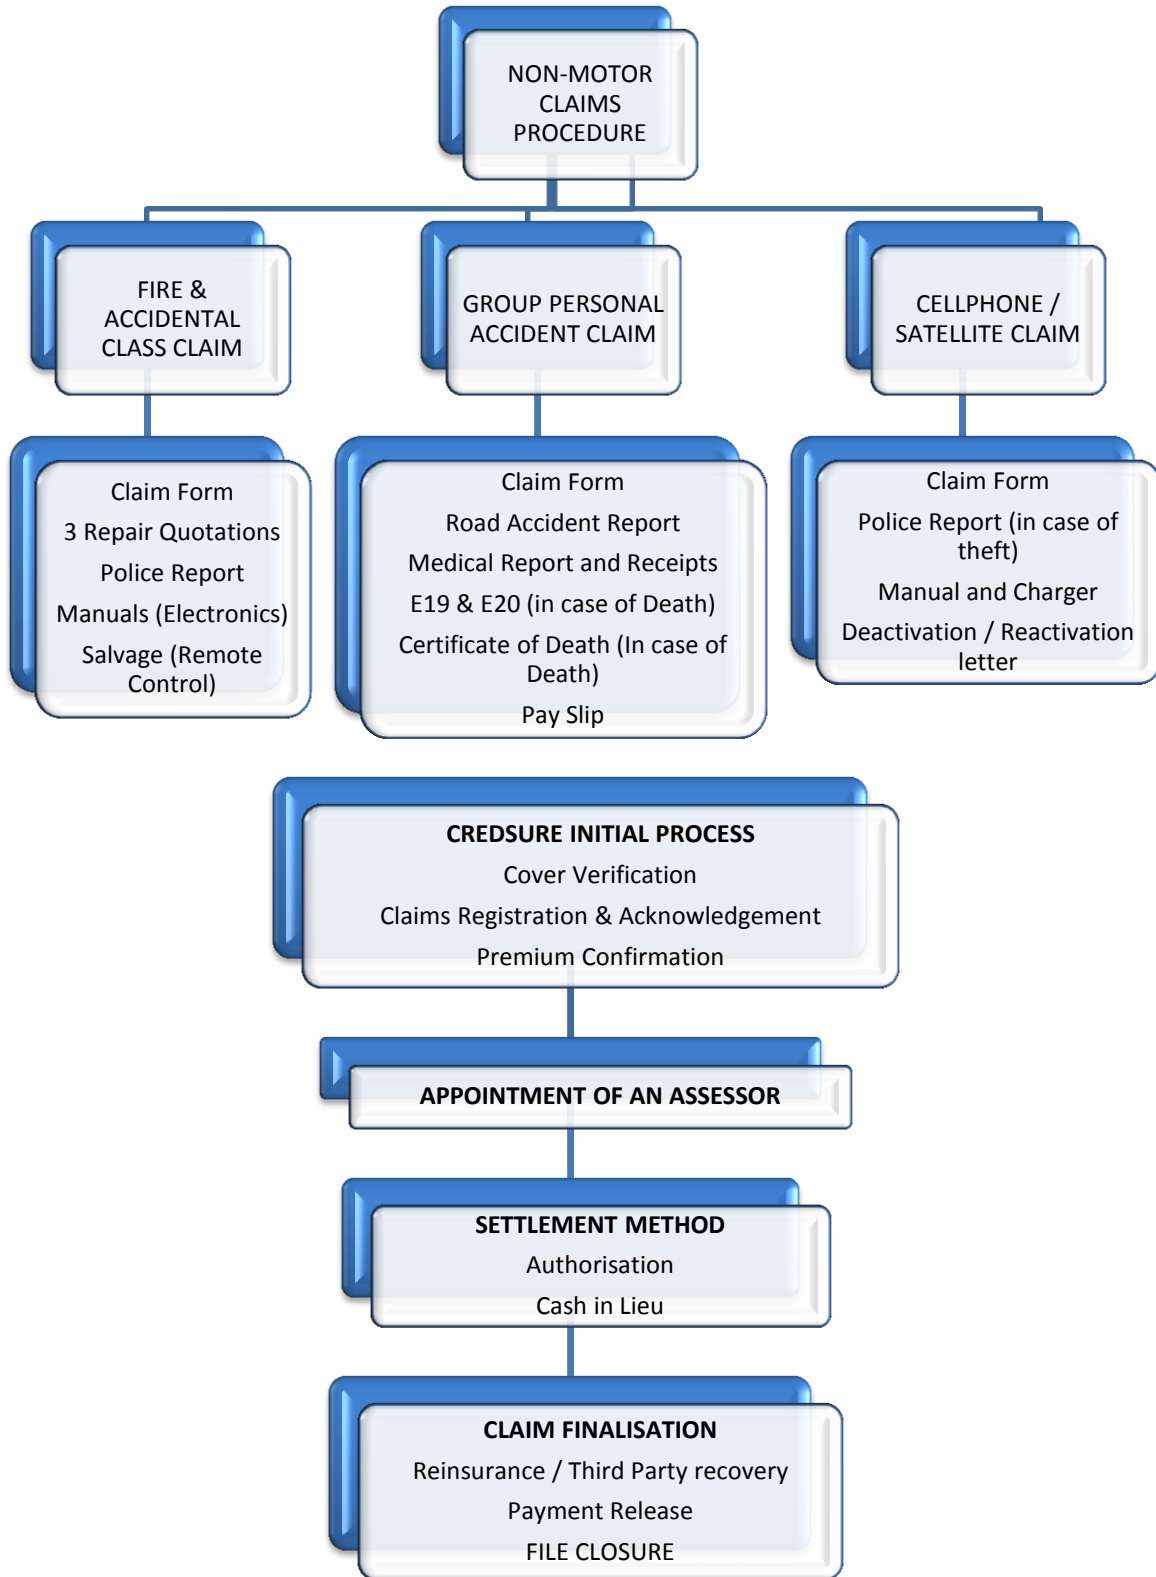 NON-MOTOR
CLAIMS
PROCEDURE
FIRE &
ACCIDENTAL
CLASS CLAIM
GROUP PERSONAL
ACCIDENT CLAIM
CELLPHONE /
SATELLITE CLAIM
Claim Form
3 Repair Quotations
Police Report
Manuals (Electronics)
Salvage (Remote
Control)
Claim Form
Road Accident Report
Medical Report and Receipts
E19 & E20 (in case of Death)
Certificate of Death (In case of
Death)
Pay Slip
Claim Form
Police Report (in case of
theft)
Manual and Charger
Deactivation / Reactivation
letter
CREDSURE INITIAL PROCESS
Cover Verification
Claims Registration & Acknowledgement
Premium Confirmation
APPOINTMENT OF AN ASSESSOR
SETTLEMENT METHOD
Authorisation
Cash in Lieu
CLAIM FINALISATION
Reinsurance / Third Party recovery
Payment Release
FILE CLOSURE